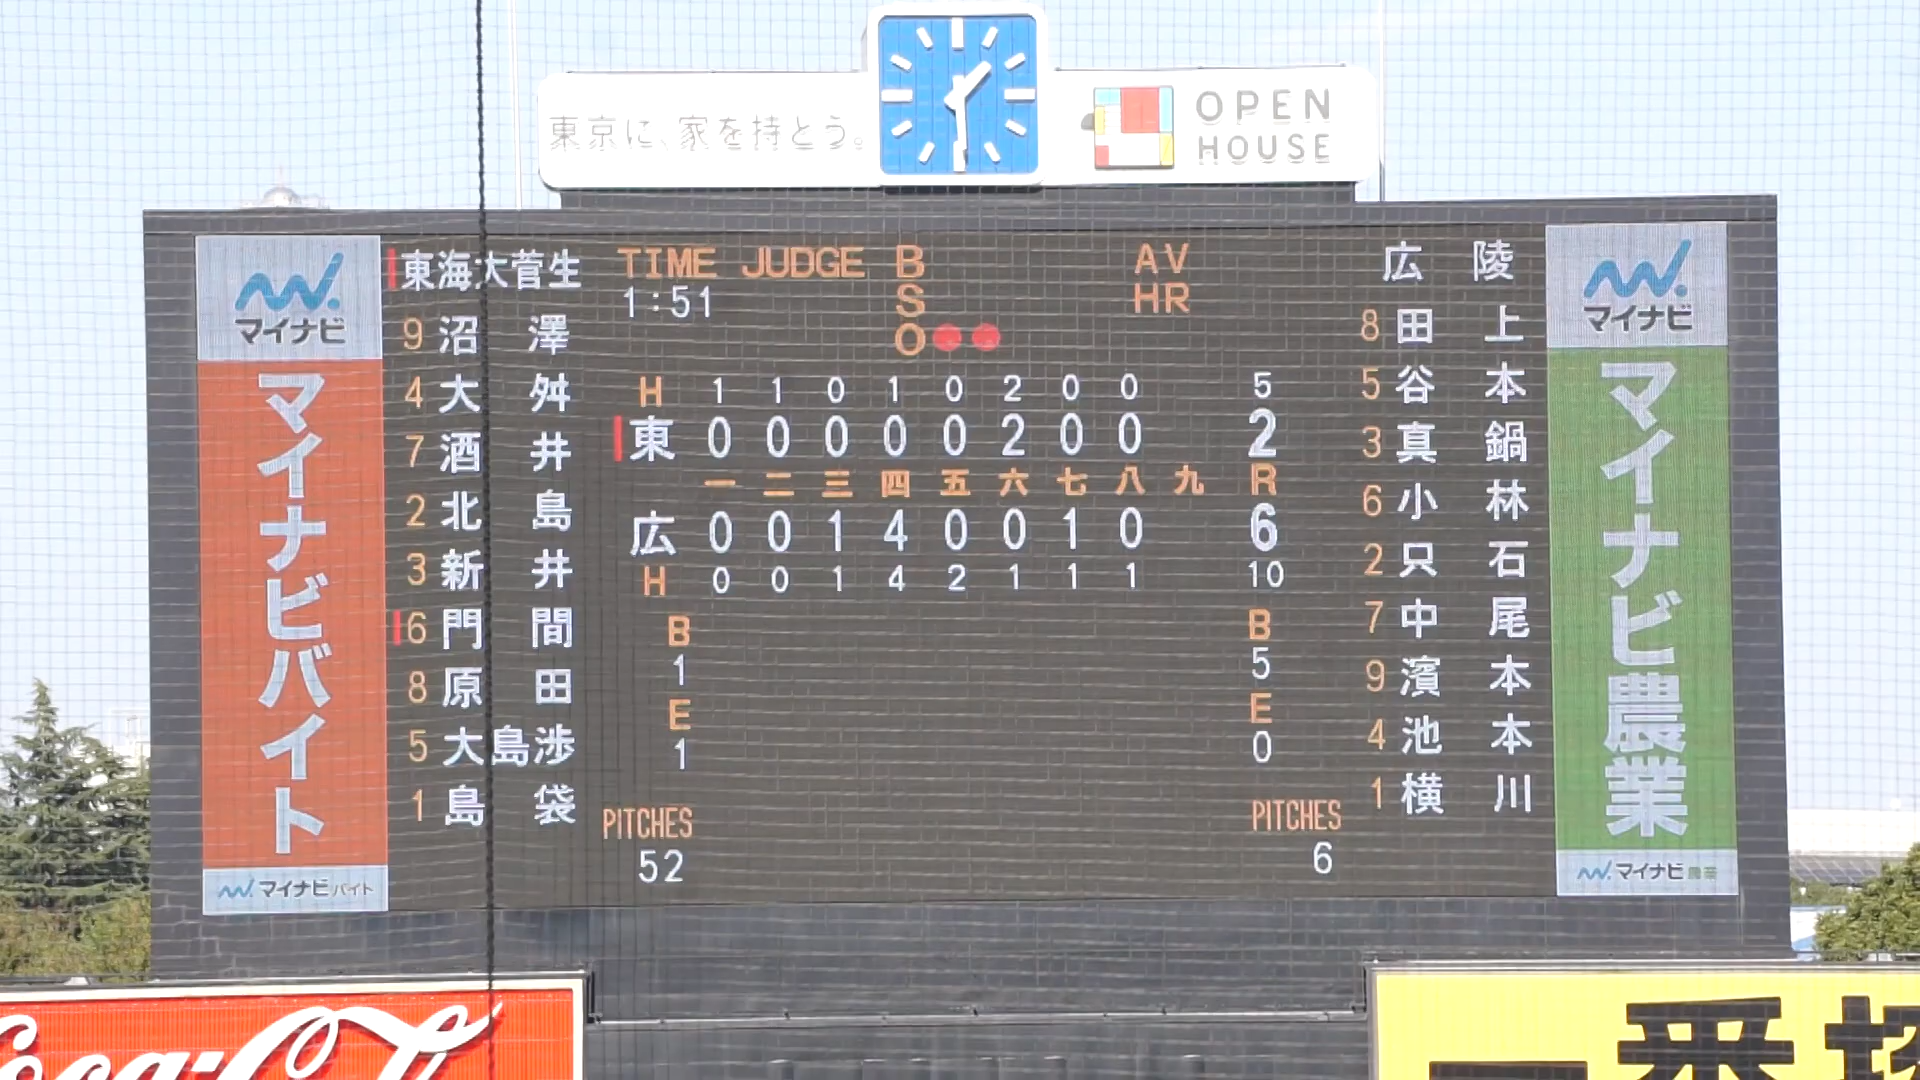 東京に、家を持とう。
OPEN
HOUSE
マイナビ
マイナビバイト
マイナビバイト
東海大菅生
9 沼澤
4 大舛
7 酒井
2 北島
3 新井
6 門間
8 原田
5 大島渉
1 島袋
TIME JUDGE
1:51
B
S
O
AV
HR
H 1 1 0 1 0 2 0 0 5
東 0 0 0 0 0 2 0 0 2
一 二 三 四 五 六 七 八 九 R
広 0 0 1 4 0 0 1 0 6
H 0 0 1 4 2 1 1 1 10
B B
1 5
E E
1 0
PITCHES PITCHES
52 6
広陵
8 田上
5 谷本
3 真鍋
6 小林
2 只石
7 中尾
9 濱本
4 池本
1 横川
マイナビ
マイナビ農業
マイナビ農業
Coca-Co
一番